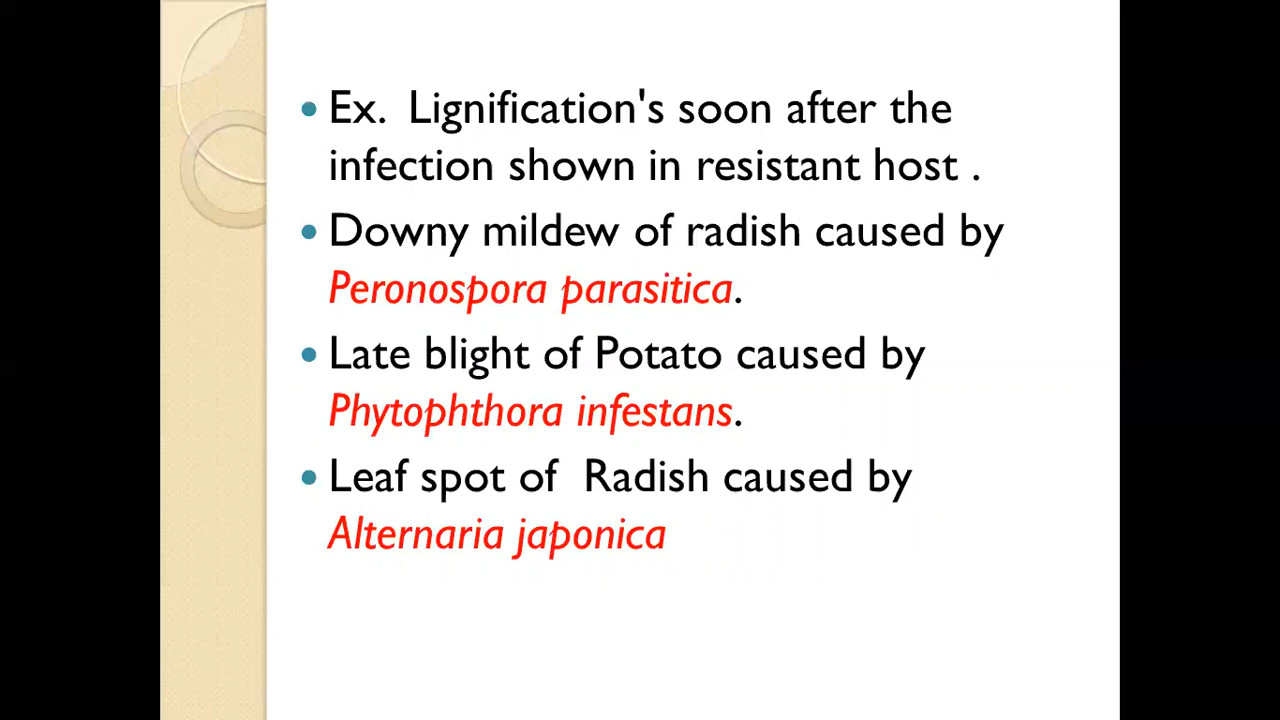 • Ex.  Lignification's soon after the
infection shown in resistant host .
• Downy mildew of radish caused by
Peronospora parasitica.
• Late blight of Potato caused by
Phytophthora infestans.
• Leaf spot of  Radish caused by
Alternaria japonica